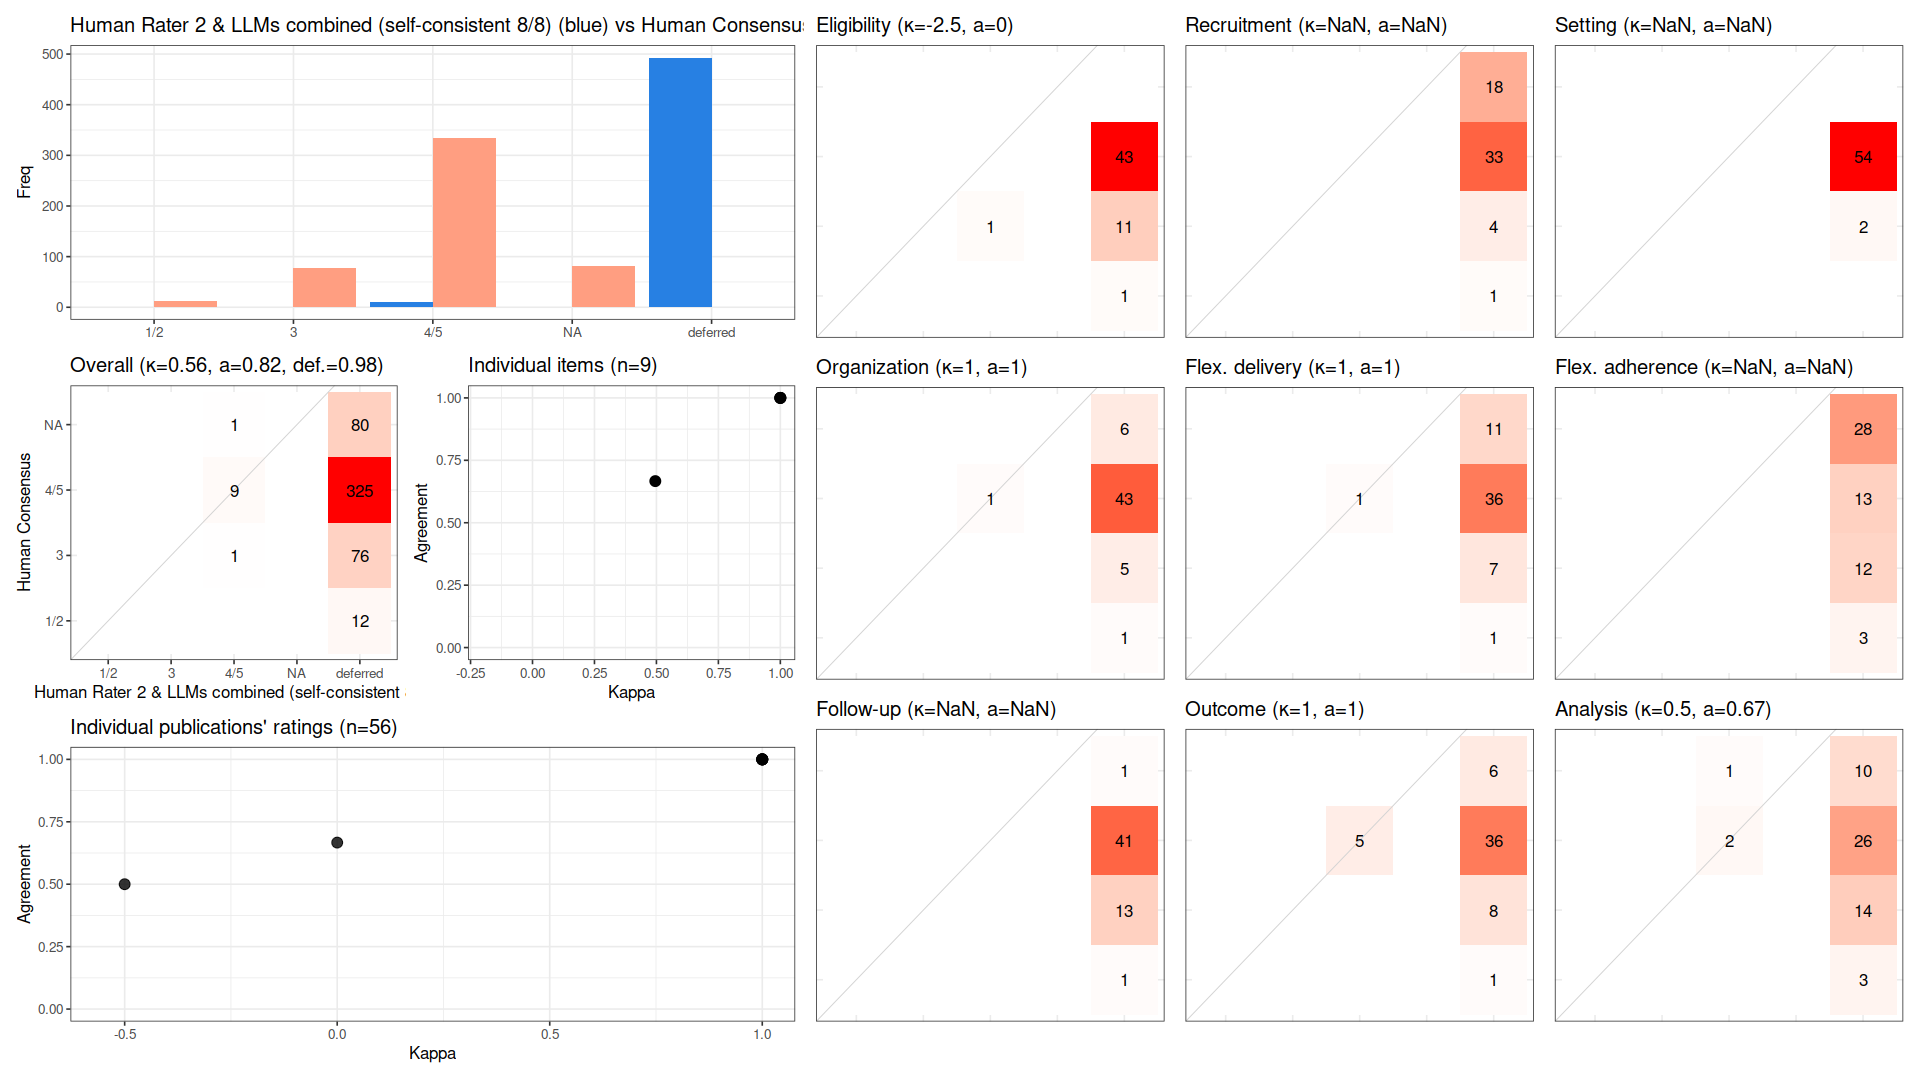 Human Rater 2 & LLMs combined (self-consistent 8/8) (blue) vs Human Consensus
500
400
300
200
100
0
Freq
1/2 3 4/5 NA deferred
Overall (κ=0.56, a=0.82, def.=0.98)
Human Consensus
NA
4/5
3
1/2
1 80
9 325
1 76
12
1/2 3 4/5 NA deferred
Human Rater 2 & LLMs combined (self-consistent
Individual items (n=9)
Agreement
1.00
0.75
0.50
0.25
0.00
-0.25 0.00 0.25 0.50 0.75 1.00
Kappa
Individual publications' ratings (n=56)
Agreement
1.00
0.75
0.50
0.25
0.00
-0.5 0.0 0.5 1.0
Kappa
Eligibility (κ=-2.5, a=0)
43
1 11
1
Recruitment (κ=NaN, a=NaN)
18
33
4
1
Setting (κ=NaN, a=NaN)
54
2
Organization (κ=1, a=1)
6
1 43
5
1
Flex. delivery (κ=1, a=1)
11
1 36
7
1
Flex. adherence (κ=NaN, a=NaN)
28
13
12
3
Follow-up (κ=NaN, a=NaN)
1
41
13
1
Outcome (κ=1, a=1)
6
5 36
8
1
Analysis (κ=0.5, a=0.67)
1 10
2 26
14
3